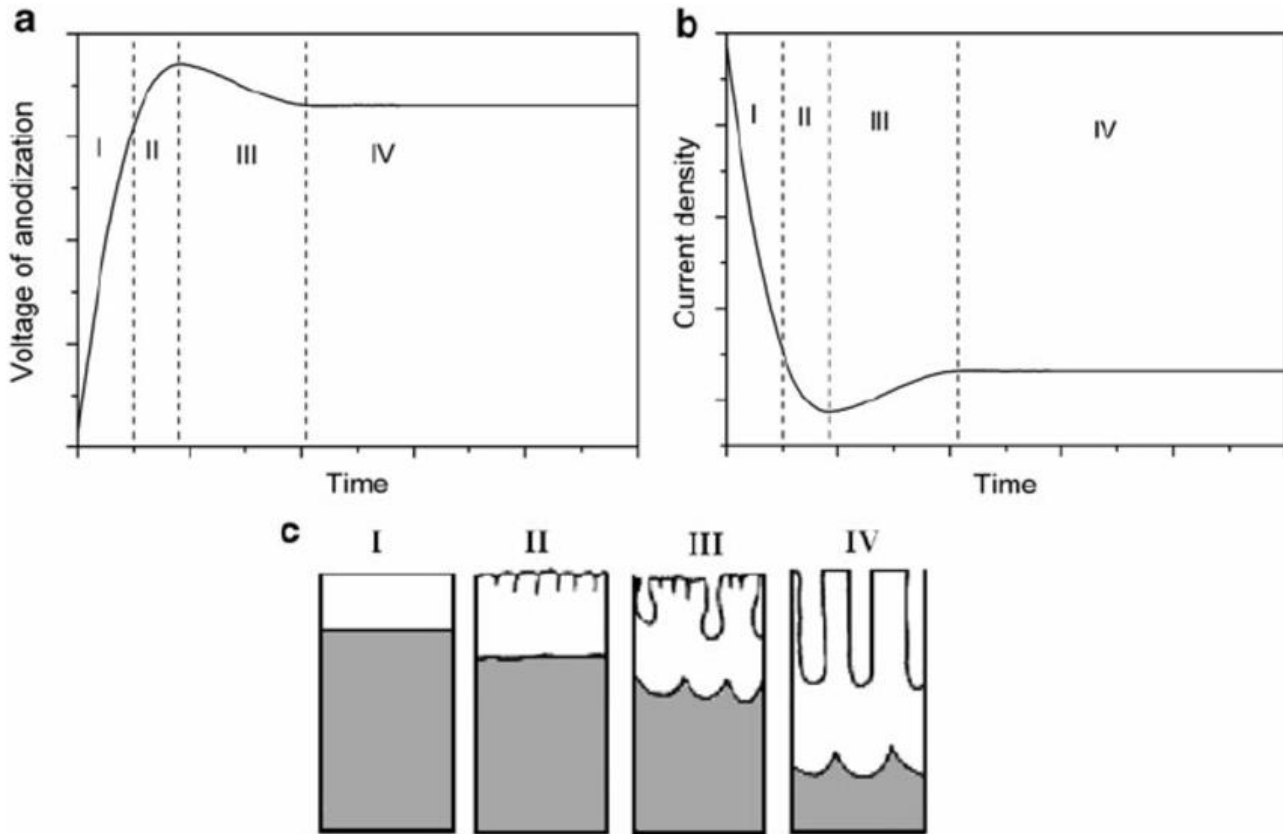 a
Voltage of anodization
I
II
III
IV
Time
b
Current density
I
II
III
IV
Time
c
I
II
III
IV